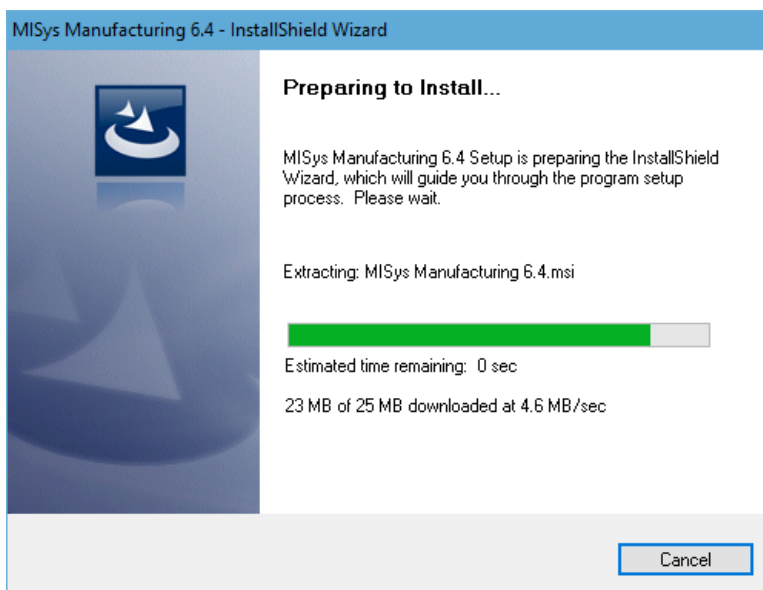 MISys Manufacturing 6.4 - InstallShield Wizard
Preparing to Install...
MISys Manufacturing 6.4 Setup is preparing the InstallShield
Wizard, which will guide you through the program setup
process.  Please wait.
Extracting: MISys Manufacturing 6.4.msi
Estimated time remaining:  0 sec
23 MB of 25 MB downloaded at 4.6 MB/sec
Cancel